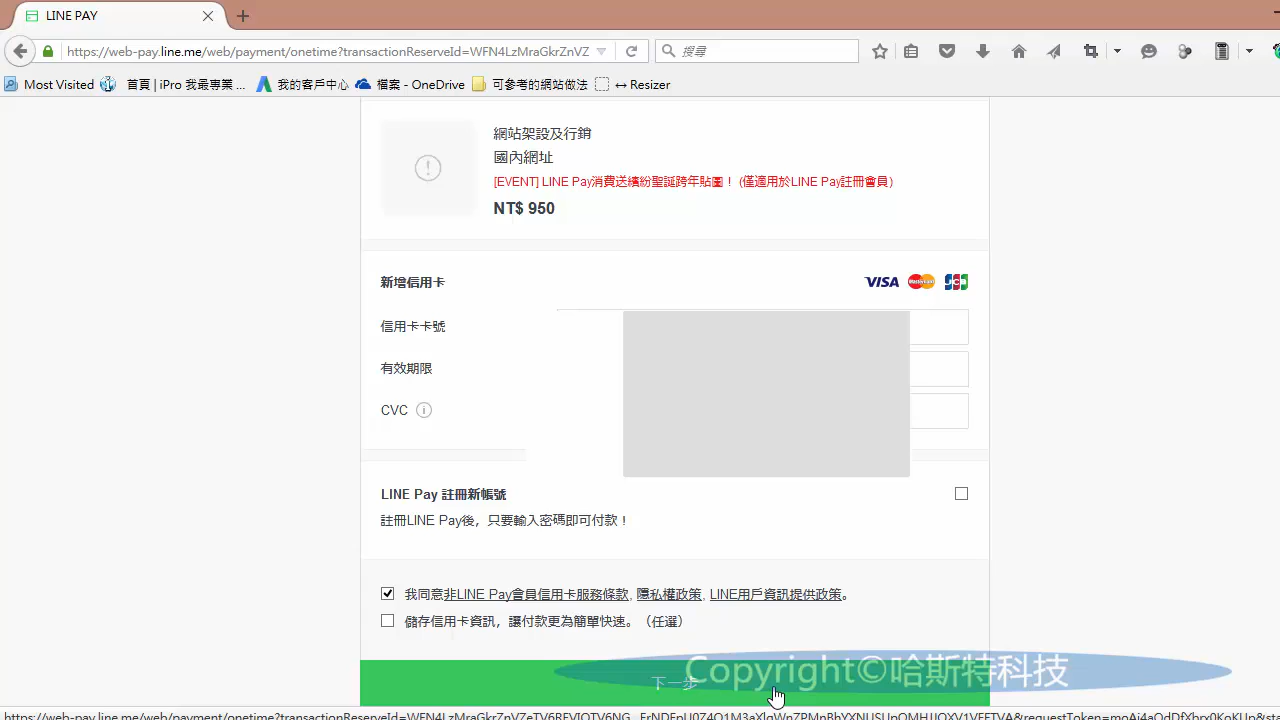 LINE PAY
https://web-pay.line.me/web/payment/onetime?transactionReserveId=WFN4LzMraGkrZnVZ
搜尋
Most Visited 首頁 | iPro 我最專業 ... 我的客戶中心 檔案 - OneDrive 可參考的網站做法 ↔ Resizer
網站架設及行銷
國內網址
[EVENT] LINE Pay消費送繽紛聖誕跨年貼圖！ (僅適用於LINE Pay註冊會員)
NT$ 950
新增信用卡 VISA MasterCard JCB
信用卡卡號
有效期限
CVC
LINE Pay 註冊新帳號
註冊LINE Pay後，只要輸入密碼即可付款！
我同意非LINE Pay會員信用卡服務條款, 隱私權政策, LINE用戶資訊提供政策。
儲存信用卡資訊，讓付款更為簡單快速。（任選）
Copyright©哈斯特科技
下一步